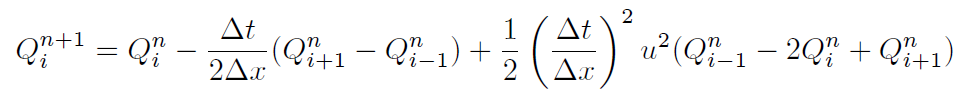 Q_i^{n+1} = Q_i^n - \frac{\Delta t}{2\Delta x}(Q_{i+1}^n - Q_{i-1}^n) + \frac{1}{2}\left(\frac{\Delta t}{\Delta x}\right)^2 u^2(Q_{i-1}^n - 2Q_i^n + Q_{i+1}^n)